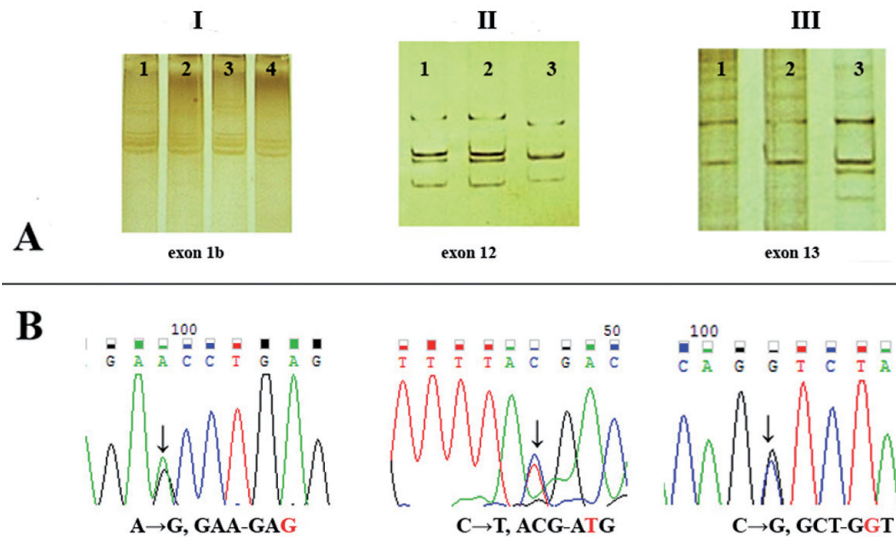 I II III
1 2 3 4 1 2 3 1 2 3
A
exon 1b exon 12 exon 13
B
100 50 100
G A A C C T G A G T T T T A C G A C C A G G T C T A
A→G, GAA-GAG C→T, ACG-ATG C→G, GCT-GGT